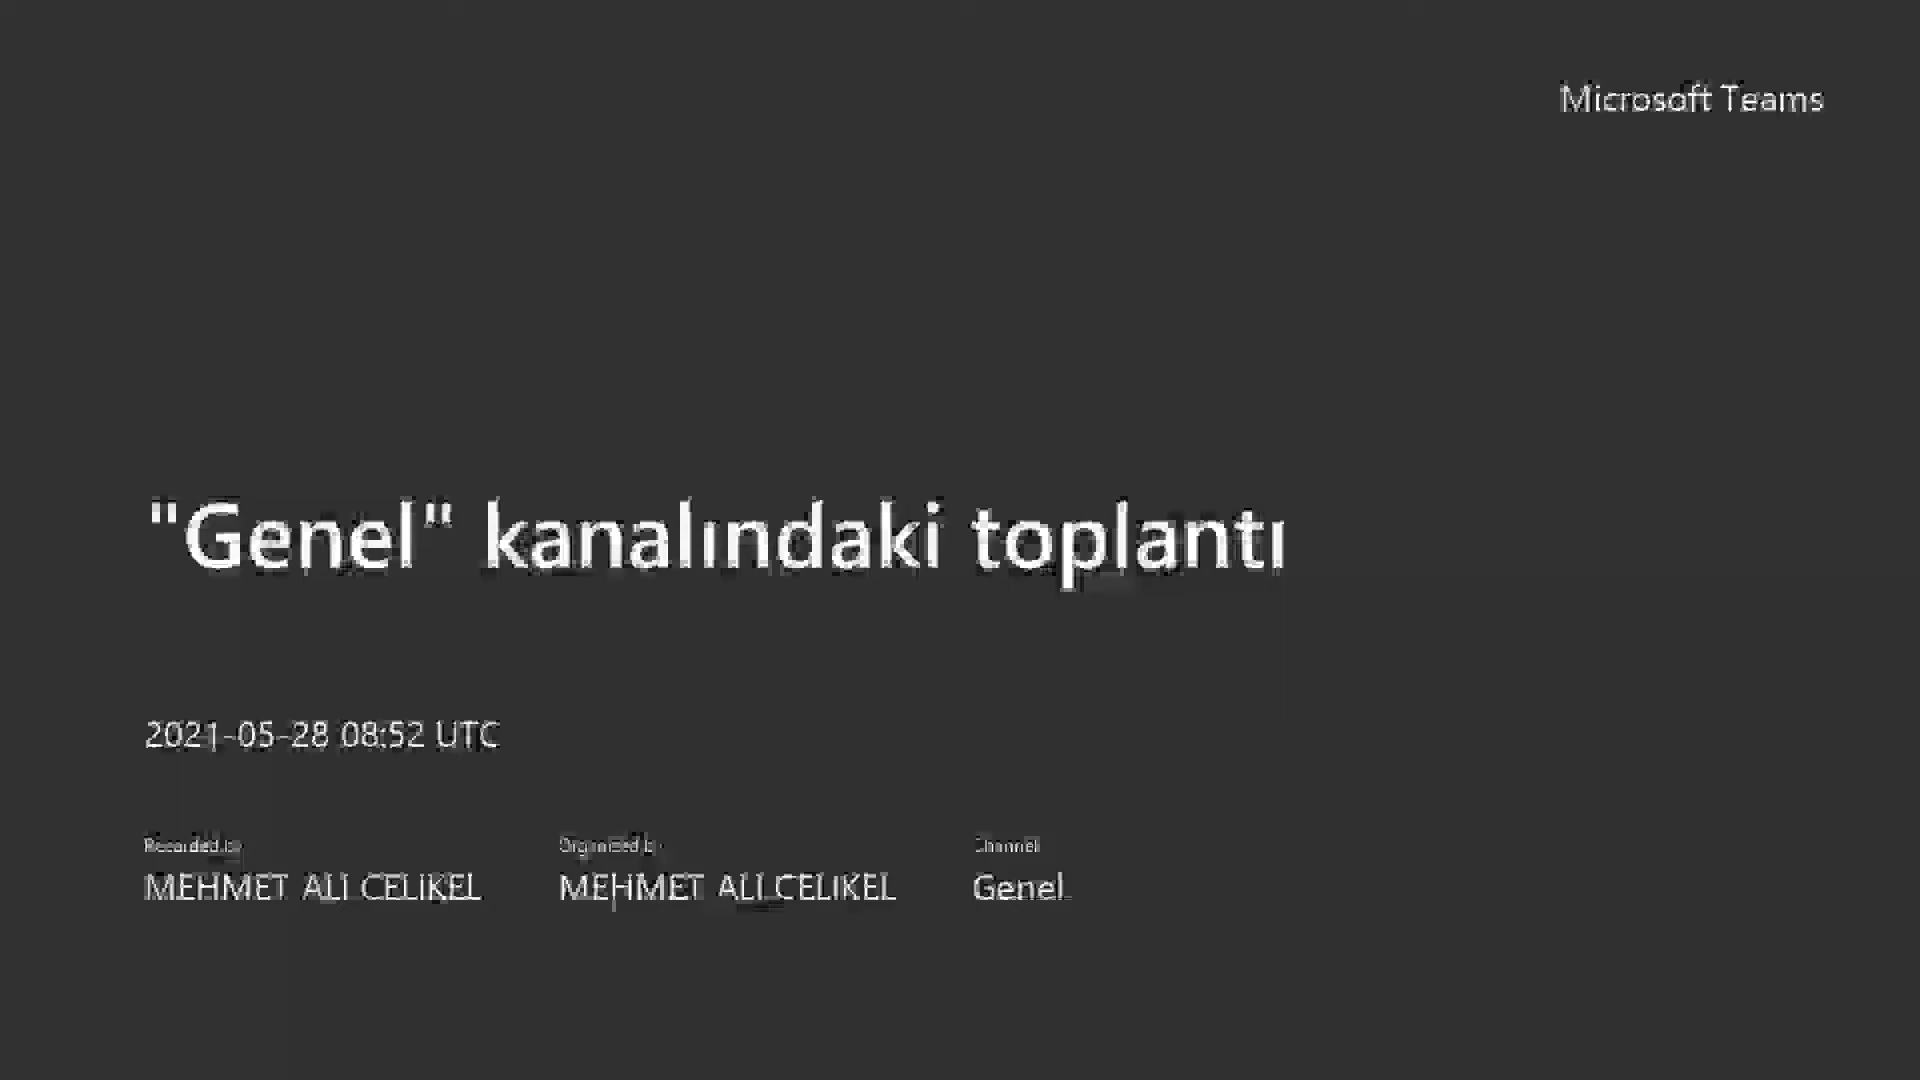 Microsoft Teams
"Genel" kanalındaki toplantı
2021-05-28 08:52 UTC
Recorded by Organized by Channel
MEHMET ALI CELIKEL MEHMET ALI CELIKEL Genel